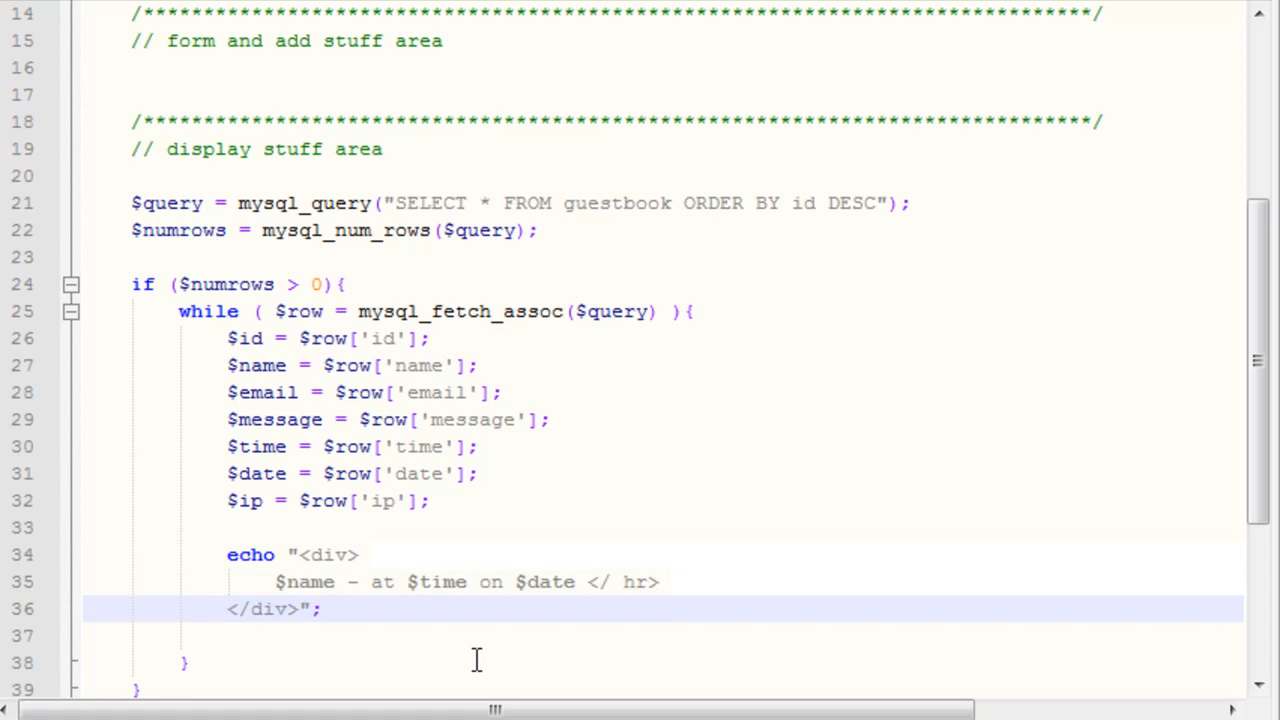 14 /*******************************************************************************/
15 // form and add stuff area
16
17
18 /*******************************************************************************/
19 // display stuff area
20
21 $query = mysql_query("SELECT * FROM guestbook ORDER BY id DESC");
22 $numrows = mysql_num_rows($query);
23
24 if ($numrows > 0){
25 while ( $row = mysql_fetch_assoc($query) ){
26 $id = $row['id'];
27 $name = $row['name'];
28 $email = $row['email'];
29 $message = $row['message'];
30 $time = $row['time'];
31 $date = $row['date'];
32 $ip = $row['ip'];
33
34 echo "<div>
35 $name - at $time on $date </ hr>
36 </div>";
37
38 }
39 }